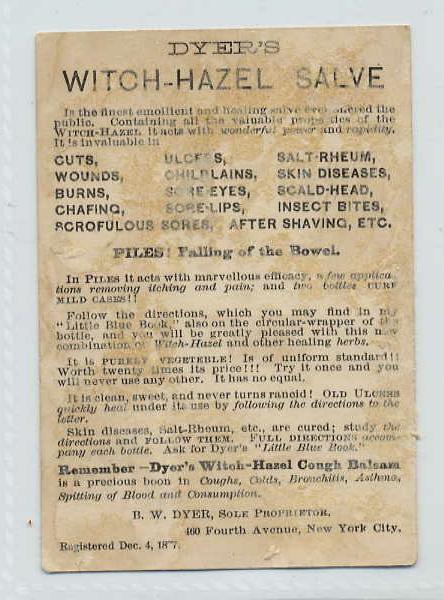 DYER'S
WITCH-HAZEL SALVE
Is the finest emollient and healing salve ever offered the
public. Containing all the valuable properties of the
WITCH-HAZEL it acts with wonderful power and rapidity.
It is invaluable in
CUTS, ULCERS, SALT-RHEUM,
WOUNDS, CHILBLAINS, SKIN DISEASES,
BURNS, SORE-EYES, SCALD-HEAD,
CHAFING, SORE-LIPS, INSECT BITES,
SCROFULOUS SORES, AFTER SHAVING, ETC.
PILES! Falling of the Bowel.
In PILES it acts with marvellous efficacy, a few applica-
tions removing itching and pain; and two bottles CURE
MILD CASES!!
Follow the directions, which you may find in my
"Little Blue Book," also on the circular-wrapper of the
bottle, and you will be greatly pleased with this new
combination of Witch-Hazel and other healing herbs.
It is PURELY VEGETEBLE! Is of uniform standard!!
Worth twenty times its price!!! Try it once and you
will never use any other. It has no equal.
It is clean, sweet, and never turns rancid! OLD ULCERS
quickly heal under its use by following the directions to the
letter.
Skin diseases, Salt-Rheum, etc., are cured; study the
directions and FOLLOW THEM. FULL DIRECTIONS accom-
pany each bottle. Ask for Dyer's "Little Blue Book."
Remember—Dyer's Witch-Hazel Cough Balsam
is a precious boon in Coughs, Colds, Bronchitis, Asthma,
Spitting of Blood and Consumption.
B. W. DYER, SOLE PROPRIETOR,
460 Fourth Avenue, New York City.
Registered Dec. 4, 1877.